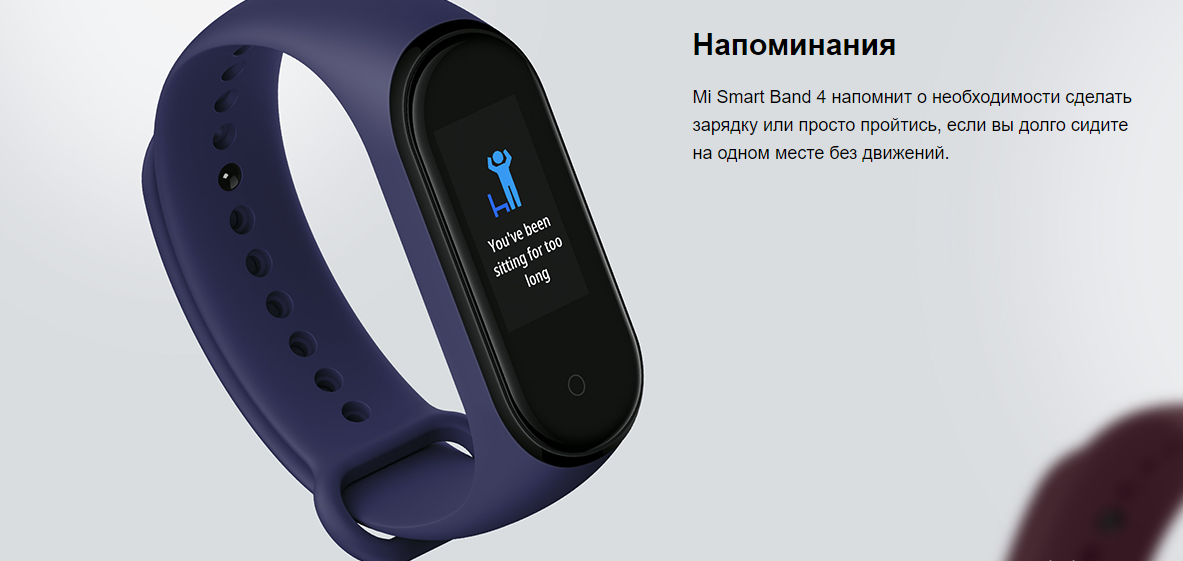 Напоминания
Mi Smart Band 4 напомнит о необходимости сделать
зарядку или просто пройтись, если вы долго сидите
на одном месте без движений.
You've been
sitting for too
long